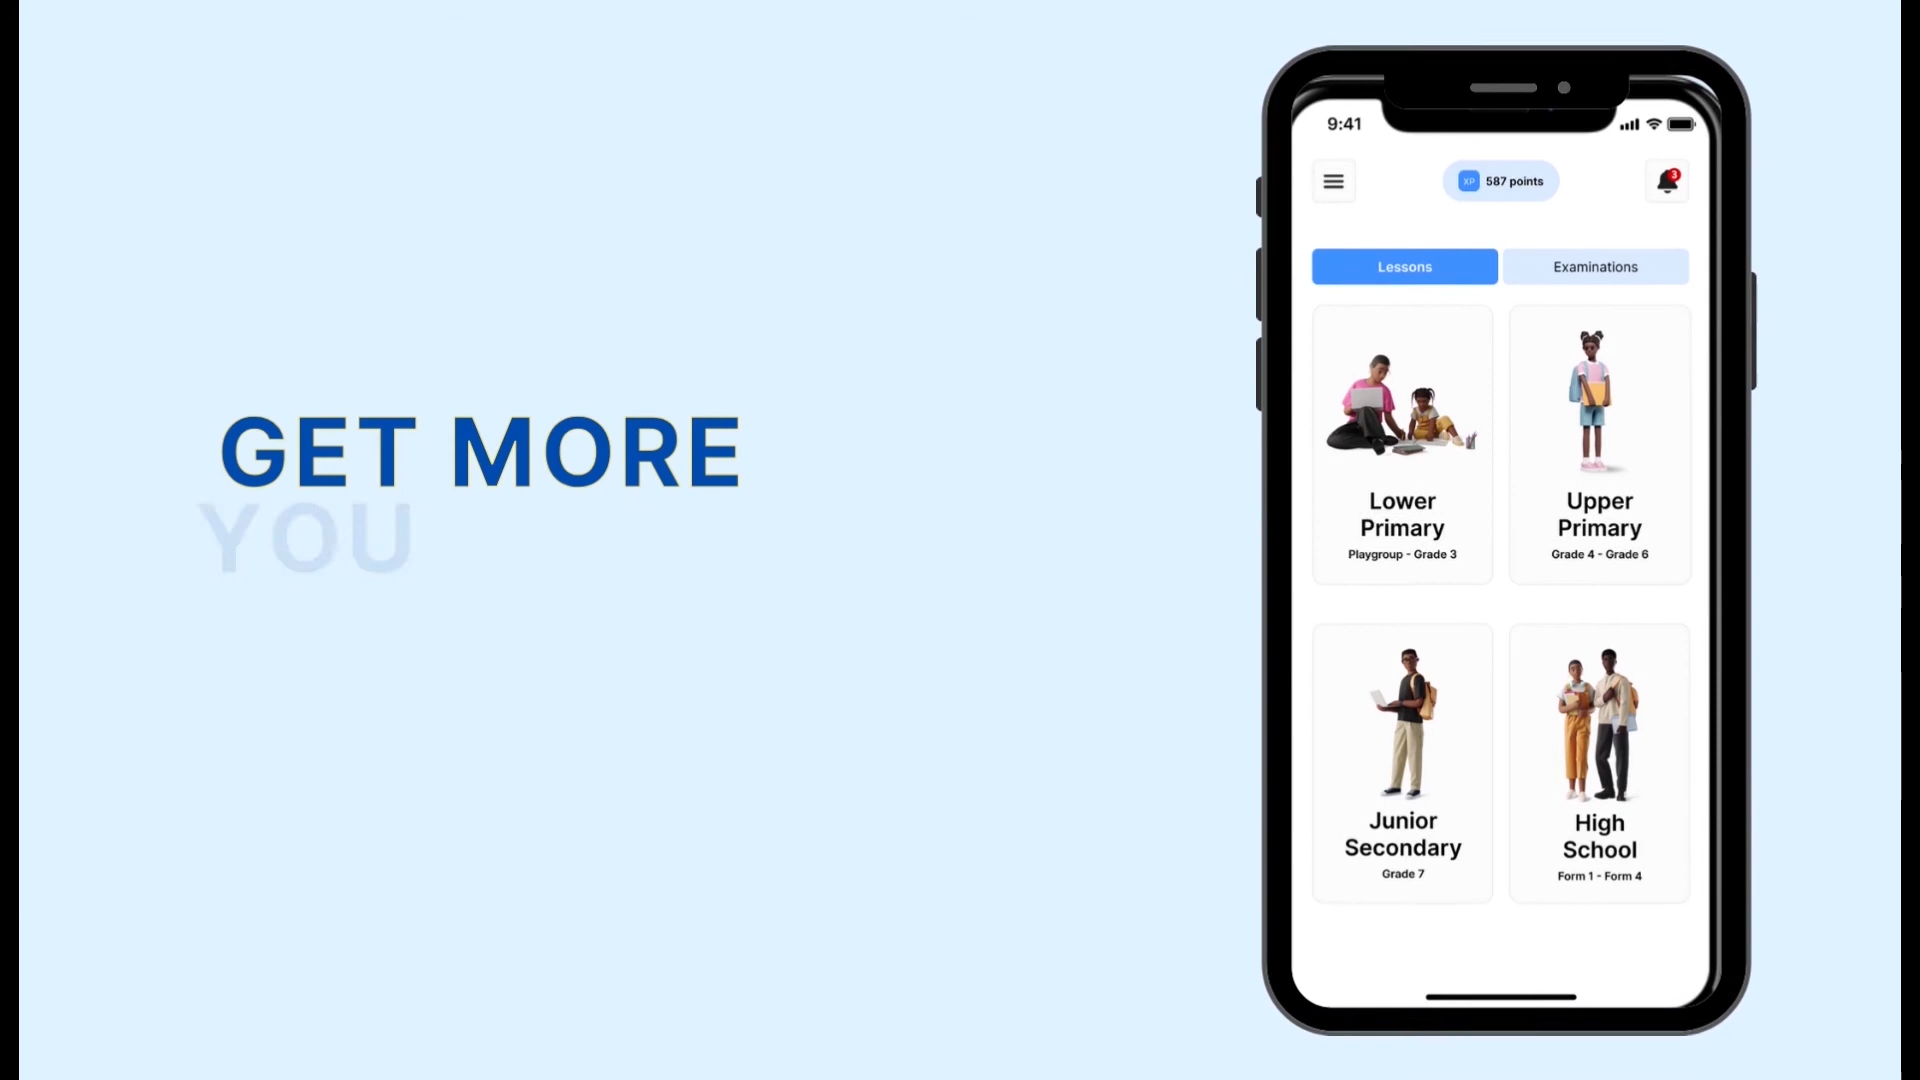 GET MORE
YOU
9:41
XP 587 points
3
Lessons
Examinations
Lower
Primary
Playgroup - Grade 3
Upper
Primary
Grade 4 - Grade 6
Junior
Secondary
Grade 7
High
School
Form 1 - Form 4